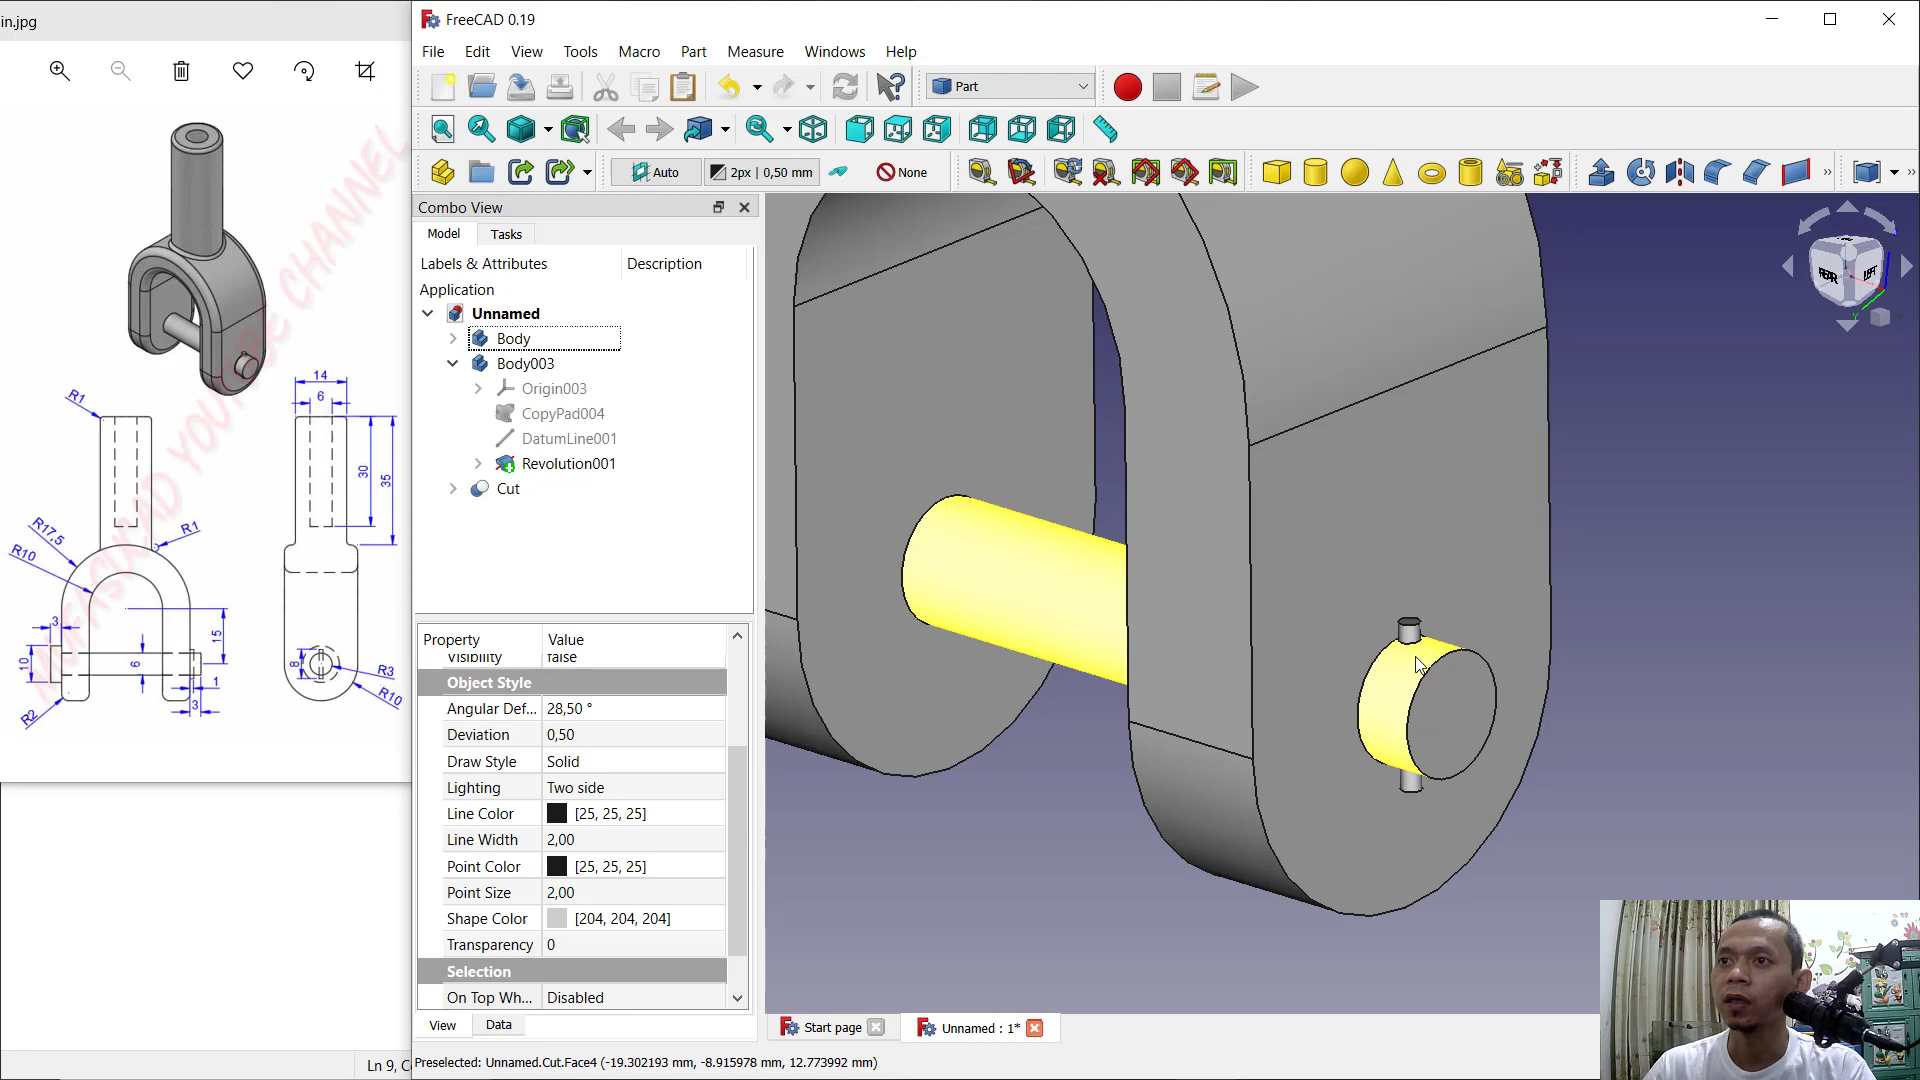 in.jpg
FreeCAD 0.19
File Edit View Tools Macro Part Measure Windows Help
Part
Auto
2px | 0,50 mm
None
Combo View
Model
Tasks
Labels & Attributes
Description
Application
Unnamed
Body
Body003
Origin003
CopyPad004
DatumLine001
Revolution001
Cut
Property
Value
Visibility
false
Object Style
Angular Def...
28,50 °
Deviation
0,50
Draw Style
Solid
Lighting
Two side
Line Color
[25, 25, 25]
Line Width
2,00
Point Color
[25, 25, 25]
Point Size
2,00
Shape Color
[204, 204, 204]
Transparency
0
Selection
On Top Wh...
Disabled
View
Data
Start page
Unnamed : 1*
Preselected: Unnamed.Cut.Face4 (-19.302193 mm, -8.915978 mm, 12.773992 mm)
REAR
LEFT
Y
R1
14
6
30
35
R17,5
R10
R1
3
10
6
15
1
3
R2
8
R3
R10
YOUTUBE CHANNEL
Ln 9, C